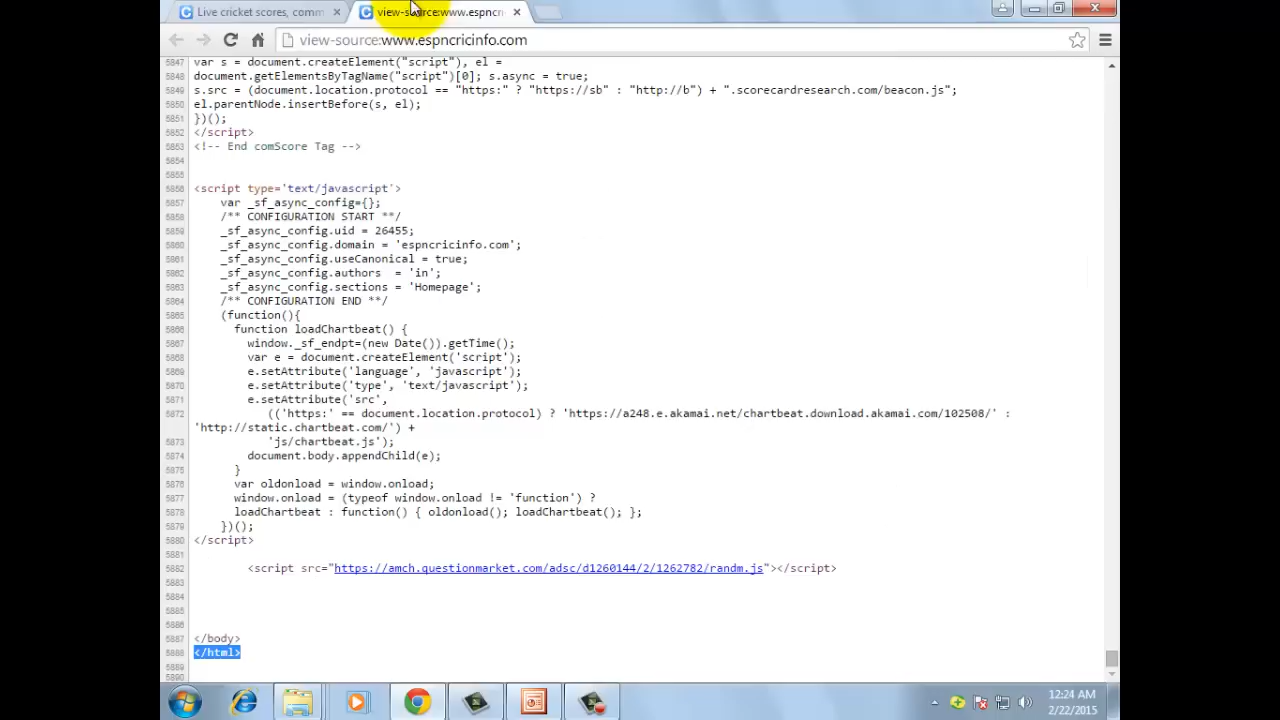 Live cricket scores, comm
view-source:www.espncri
view-source:www.espncricinfo.com
5847 var s = document.createElement("script"), el =
5848 document.getElementsByTagName("script")[0]; s.async = true;
5849 s.src = (document.location.protocol == "https:" ? "https://sb" : "http://b") + ".scorecardresearch.com/beacon.js";
5850 el.parentNode.insertBefore(s, el);
5851 })();
5852 </script>
5853 <!-- End comScore Tag -->
5854
5855
5856 <script type='text/javascript'>
5857 var _sf_async_config={};
5858 /** CONFIGURATION START **/
5859 _sf_async_config.uid = 26455;
5860 _sf_async_config.domain = 'espncricinfo.com';
5861 _sf_async_config.useCanonical = true;
5862 _sf_async_config.authors = 'in';
5863 _sf_async_config.sections = 'Homepage';
5864 /** CONFIGURATION END **/
5865 (function(){
5866 function loadChartbeat() {
5867 window._sf_endpt=(new Date()).getTime();
5868 var e = document.createElement('script');
5869 e.setAttribute('language', 'javascript');
5870 e.setAttribute('type', 'text/javascript');
5871 e.setAttribute('src',
5872 (('https:' == document.location.protocol) ? 'https://a248.e.akamai.net/chartbeat.download.akamai.com/102508/' :
'http://static.chartbeat.com/') +
5873 'js/chartbeat.js');
5874 document.body.appendChild(e);
5875 }
5876 var oldonload = window.onload;
5877 window.onload = (typeof window.onload != 'function') ?
5878 loadChartbeat : function() { oldonload(); loadChartbeat(); };
5879 })();
5880 </script>
5881
5882 <script src="https://amch.questionmarket.com/adsc/d1260144/2/1262782/randm.js"></script>
5883
5884
5885
5887 </body>
5888 </html>
5889
5890
12:24 AM
2/22/2015